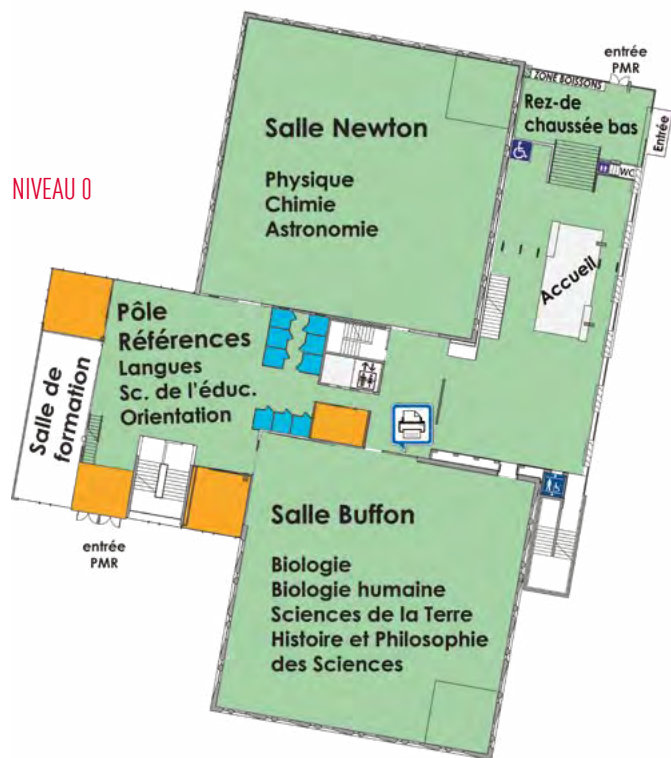 entrée
PMR
ZONE BOISSONS
Rez-de
chaussée bas
Entrée
WC
Salle Newton
Physique
Chimie
Astronomie
NIVEAU 0
Accueil
Pôle
Références
Langues
Sc. de l'éduc.
Orientation
Salle de
formation
entrée
PMR
Salle Buffon
Biologie
Biologie humaine
Sciences de la Terre
Histoire et Philosophie
des Sciences